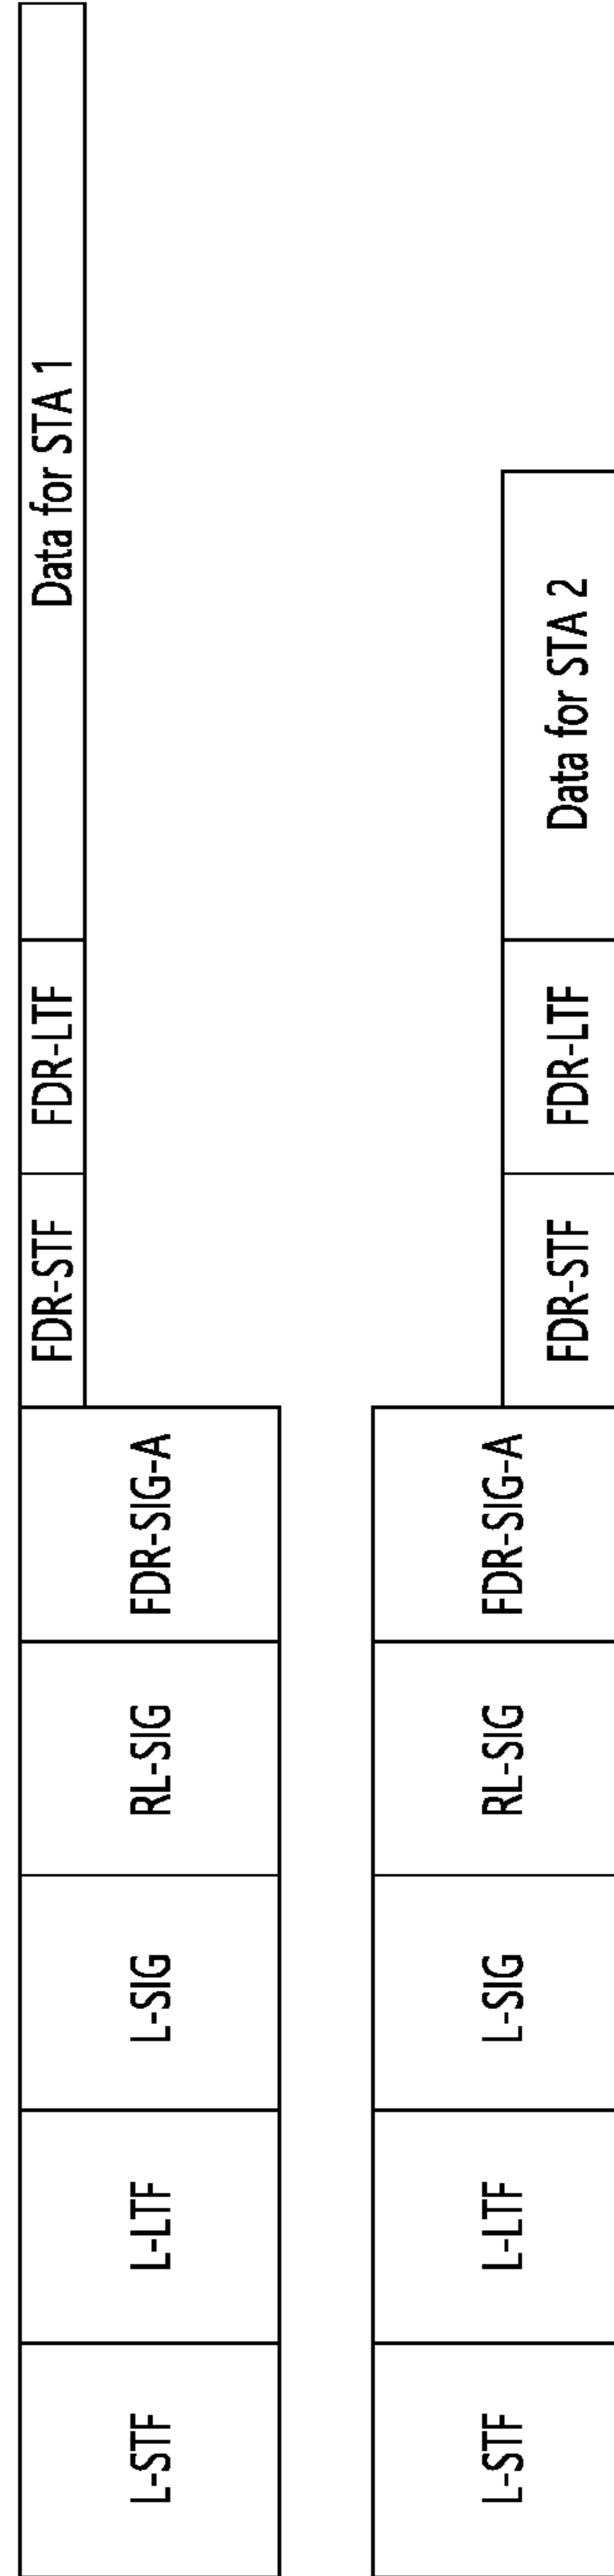 L-STF
L-LTF
L-SIG
RL-SIG
FDR-SIG-A
FDR-STF
FDR-LTF
Data for STA 1
L-STF
L-LTF
L-SIG
RL-SIG
FDR-SIG-A
FDR-STF
FDR-LTF
Data for STA 2